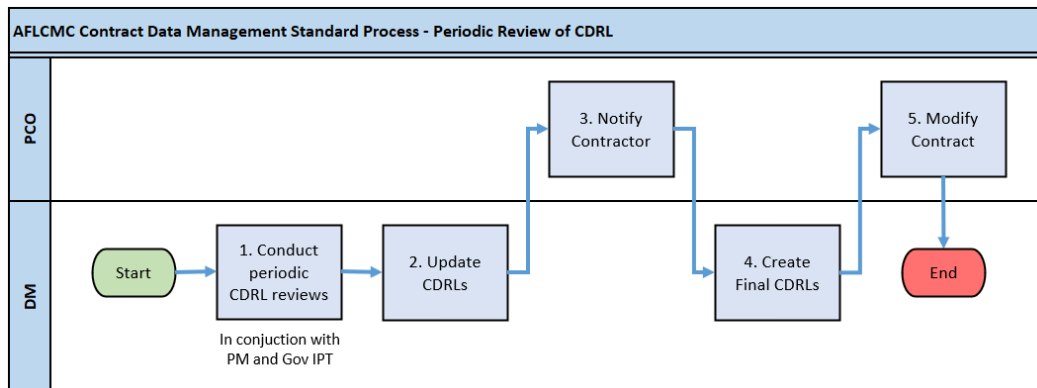 AFLCMC Contract Data Management Standard Process - Periodic Review of CDRL
PCO
3. Notify
Contractor
5. Modify
Contract
DM
Start
1. Conduct
periodic
CDRL reviews
In conjuction with
PM and Gov IPT
2. Update
CDRLs
4. Create
Final CDRLs
End